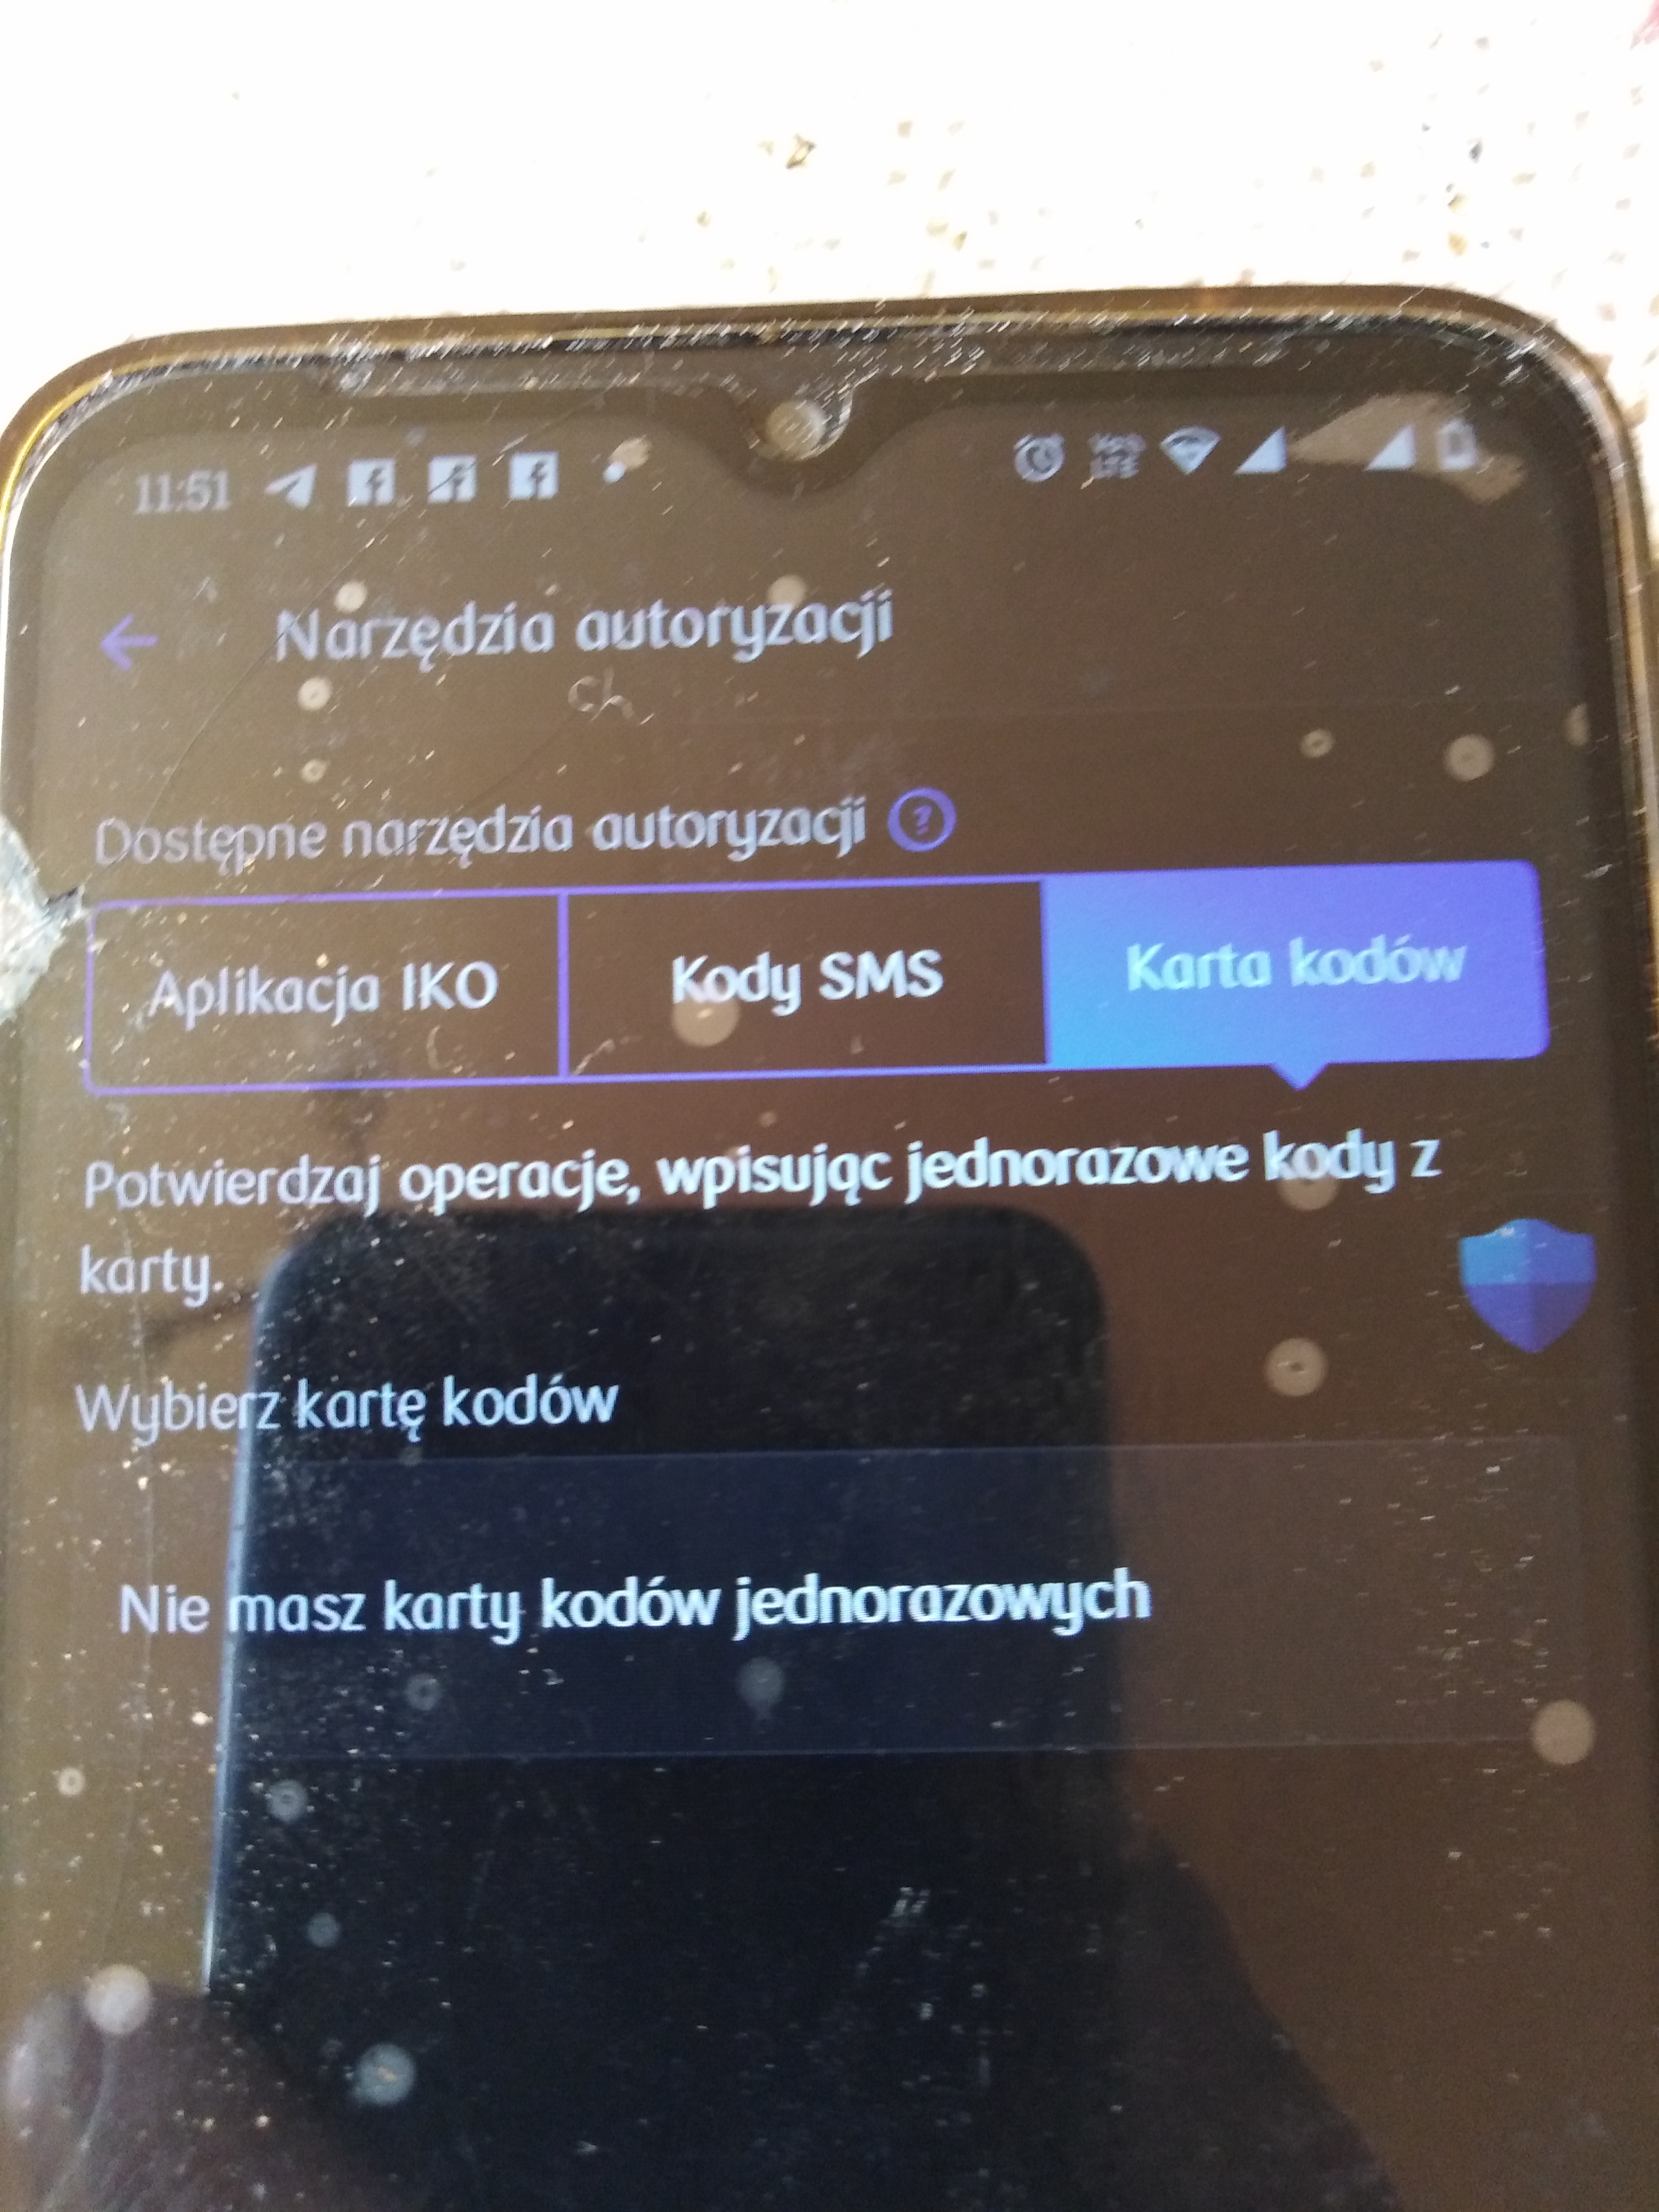 11:51
Narzędzia autoryzacji
Dostępne narzędzia autoryzacji ?
Aplikacja IKO
Kody SMS
Karta kodów
Potwierdzaj operacje, wpisując jednorazowe kody z
karty.
Wybierz kartę kodów
Nie masz karty kodów jednorazowych